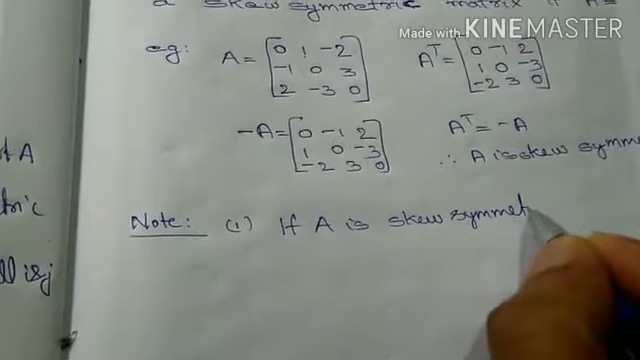 a skew symmetric matrix if A=
Made with KINEMASTER
eg: A = [0 1 -2 A^T = [0 -1 2
-1 0 3 1 0 -3
2 -3 0] -2 3 0]
-A = [0 -1 2 A^T = -A
1 0 -3 ∴ A is skew symme
-2 3 0]
Note: (1) If A is skew symmet
of A
tric